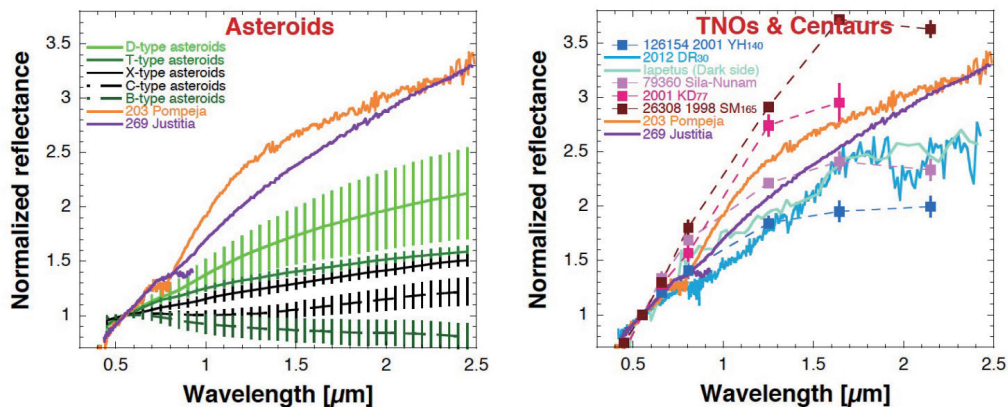 Asteroids
Normalized reflectance
3.5
3
2.5
2
1.5
1
D-type asteroids
T-type asteroids
X-type asteroids
C-type asteroids
B-type asteroids
203 Pompeja
269 Justitia
0.5 1 1.5 2 2.5
Wavelength [μm]
TNOs & Centaurs
Normalized reflectance
3.5
3
2.5
2
1.5
1
126154 2001 YH140
2012 DR30
Iapetus (Dark side)
79360 Sila-Nunam
2001 KD77
26308 1998 SM165
203 Pompeja
269 Justitia
0.5 1 1.5 2 2.5
Wavelength [μm]